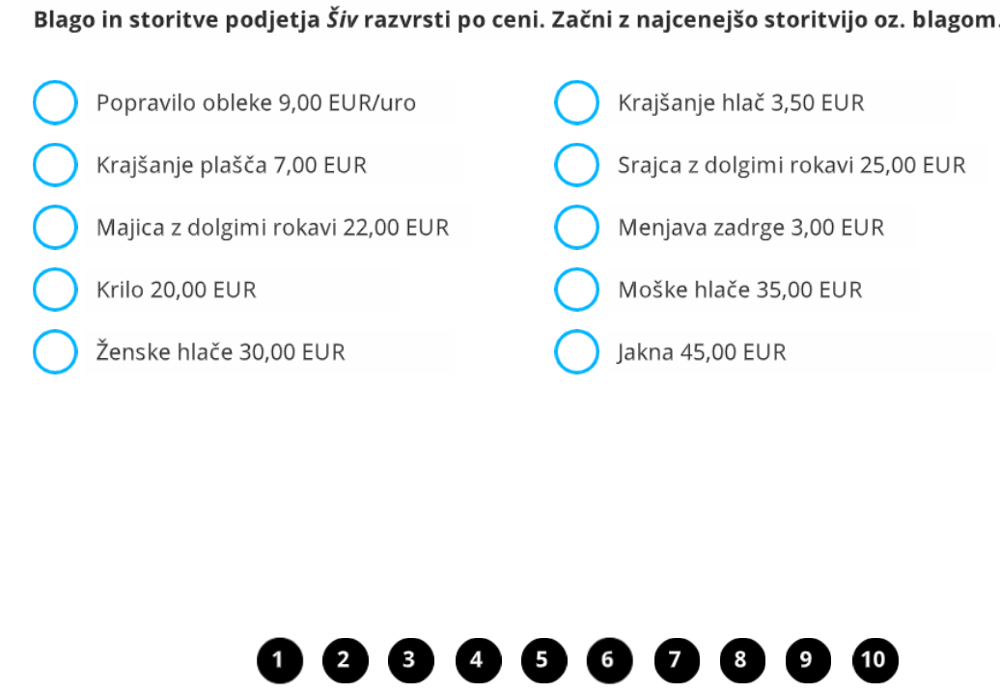 Blago in storitve podjetja Šiv razvrsti po ceni. Začni z najcenejšo storitvijo oz. blagom.
Popravilo obleke 9,00 EUR/uro
Krajšanje plašča 7,00 EUR
Majica z dolgimi rokavi 22,00 EUR
Krilo 20,00 EUR
Ženske hlače 30,00 EUR
Krajšanje hlač 3,50 EUR
Srajca z dolgimi rokavi 25,00 EUR
Menjava zadrge 3,00 EUR
Moške hlače 35,00 EUR
Jakna 45,00 EUR
1 2 3 4 5 6 7 8 9 10